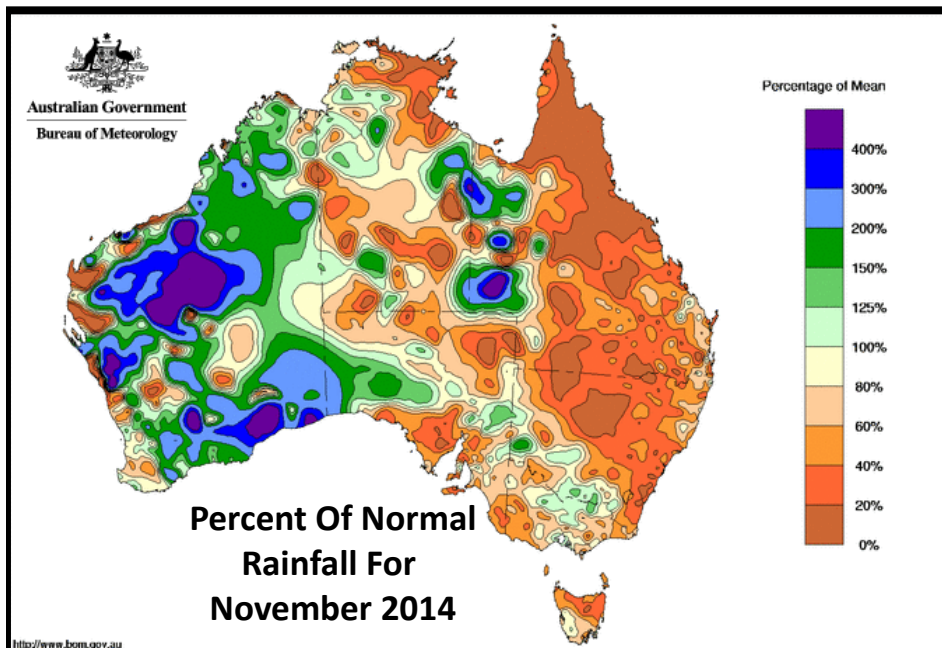 Australian Government
Bureau of Meteorology
Percentage of Mean
400%
300%
200%
150%
125%
100%
80%
60%
40%
20%
0%
Percent Of Normal
Rainfall For
November 2014
http://www.bom.gov.au